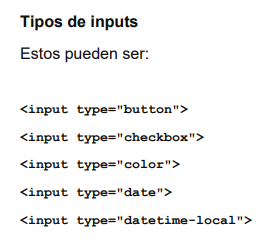 Tipos de inputs
Estos pueden ser:
<input type="button">
<input type="checkbox">
<input type="color">
<input type="date">
<input type="datetime-local">